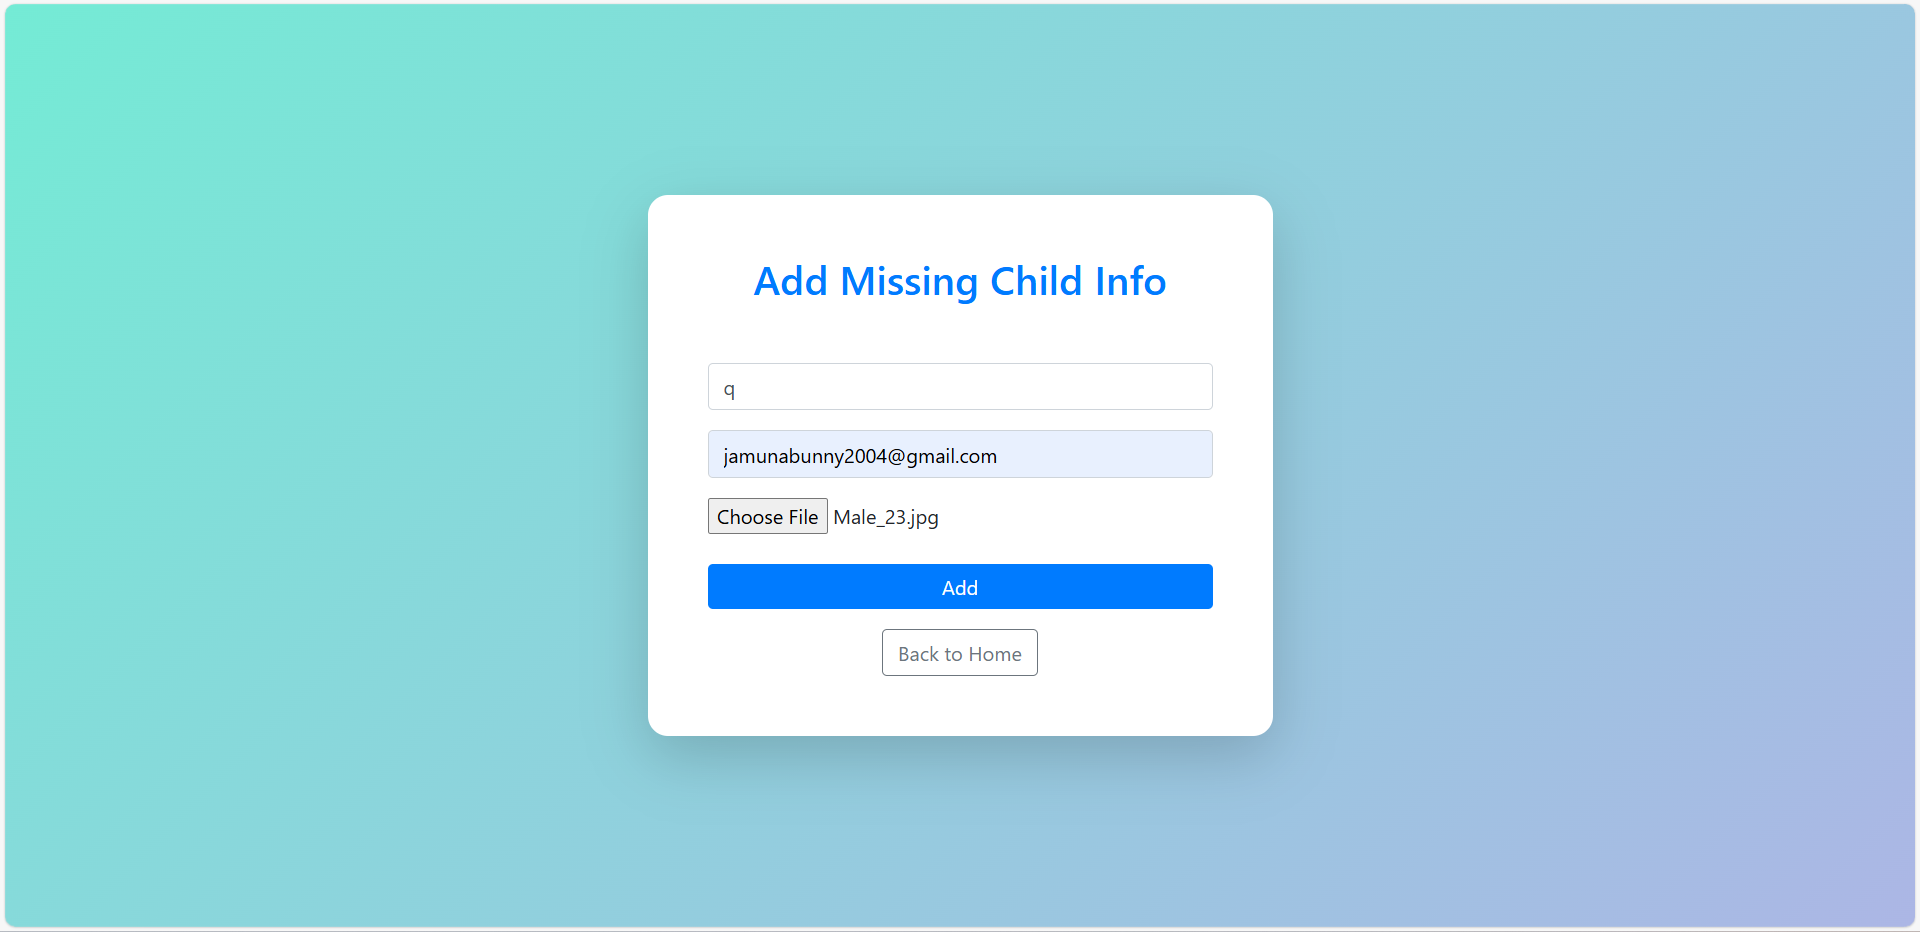 Add Missing Child Info
q
jamunabunny2004@gmail.com
Choose File Male_23.jpg
Add
Back to Home